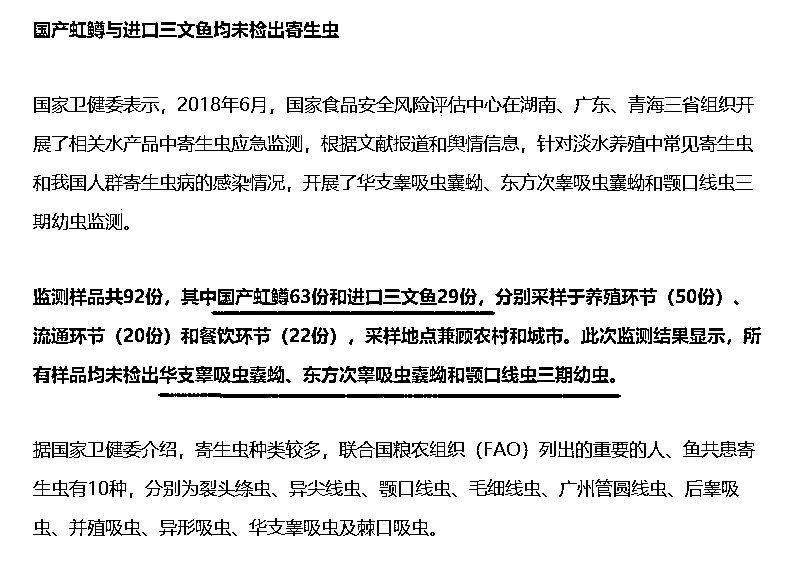 国产虹鳟与进口三文鱼均未检出寄生虫
国家卫健委表示，2018年6月，国家食品安全风险评估中心在湖南、广东、青海三省组织开
展了相关水产品中寄生虫应急监测，根据文献报道和舆情信息，针对淡水养殖中常见寄生虫
和我国人群寄生虫病的感染情况，开展了华支睾吸虫囊蚴、东方次睾吸虫囊蚴和颚口线虫三
期幼虫监测。
监测样品共92份，其中国产虹鳟63份和进口三文鱼29份，分别采样于养殖环节（50份）、
流通环节（20份）和餐饮环节（22份），采样地点兼顾农村和城市。此次监测结果显示，所
有样品均未检出华支睾吸虫囊蚴、东方次睾吸虫囊蚴和颚口线虫三期幼虫。
据国家卫健委介绍，寄生虫种类较多，联合国粮农组织（FAO）列出的重要的人、鱼共患寄
生虫有10种，分别为裂头绦虫、异尖线虫、颚口线虫、毛细线虫、广州管圆线虫、后睾吸
虫、并殖吸虫、异形吸虫、华支睾吸虫及棘口吸虫。